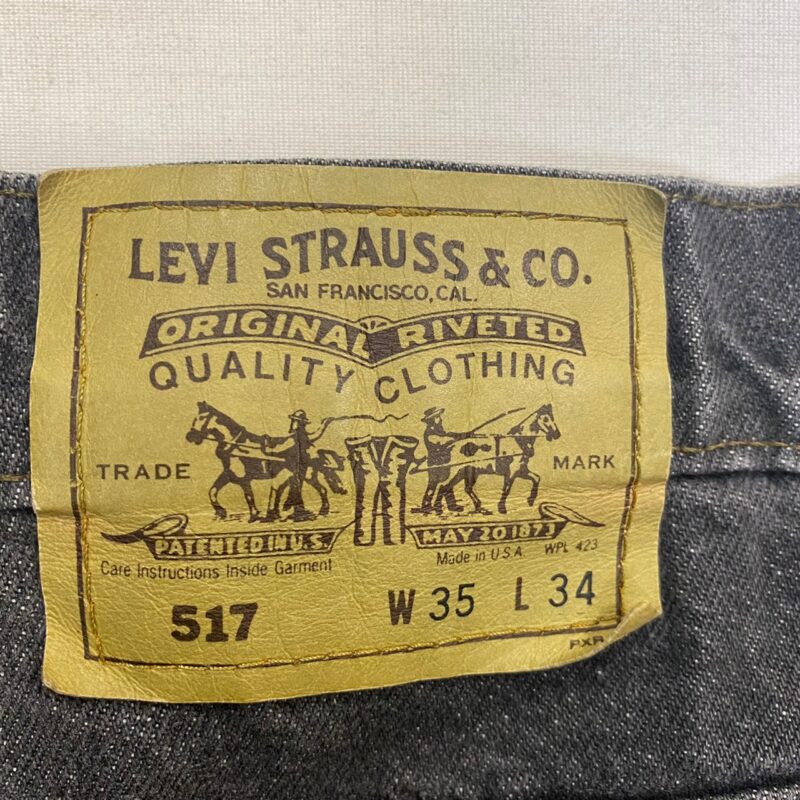 LEVI STRAUSS & CO.
SAN FRANCISCO, CAL.
ORIGINAL RIVETED
QUALITY CLOTHING
TRADE MARK
PATENTED IN U.S. MAY 20 1873
Care Instructions Inside Garment Made in U.S.A. WPL 423
517 W 35 L 34
PXR